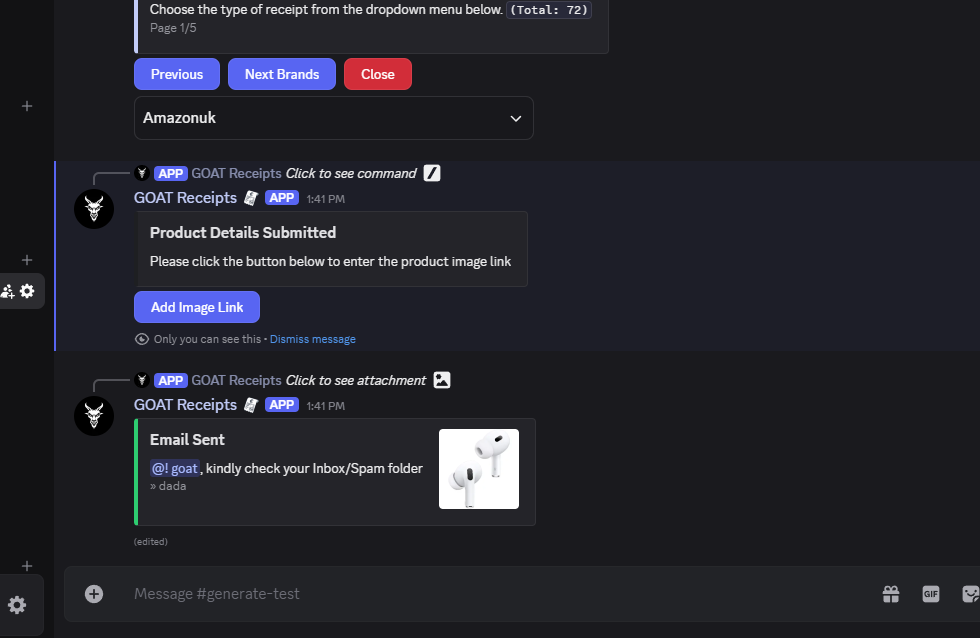 Choose the type of receipt from the dropdown menu below. (Total: 72)
Page 1/5
Previous Next Brands Close
Amazonuk
APP GOAT Receipts Click to see command
GOAT Receipts APP 1:41 PM
Product Details Submitted
Please click the button below to enter the product image link
Add Image Link
Only you can see this • Dismiss message
APP GOAT Receipts Click to see attachment
GOAT Receipts APP 1:41 PM
Email Sent
@! goat, kindly check your Inbox/Spam folder
» dada
(edited)
Message #generate-test
GIF